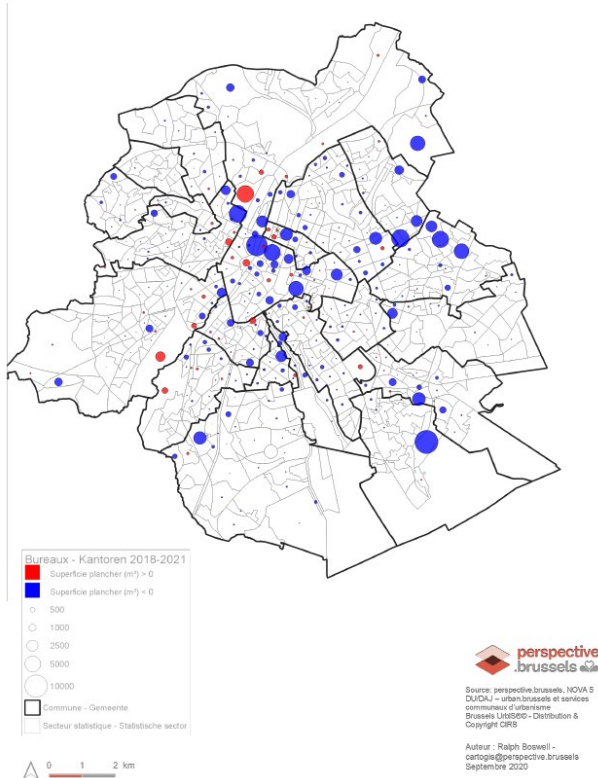 Bureaux - Kantoren 2018-2021
Superficie plancher (m²) > 0
Superficie plancher (m²) < 0
500
1000
2500
5000
10000
Commune - Gemeente
Secteur statistique - Statistische sector
0 1 2 km
perspective
.brussels
Source: perspective.brussels, NOVA 5
DU/DAJ – urban.brussels et services
communaux d'urbanisme
Brussels UrbIS®© - Distribution &
Copyright CIRB
Auteur : Ralph Boswell -
cartogis@perspective.brussels
Septembre 2020